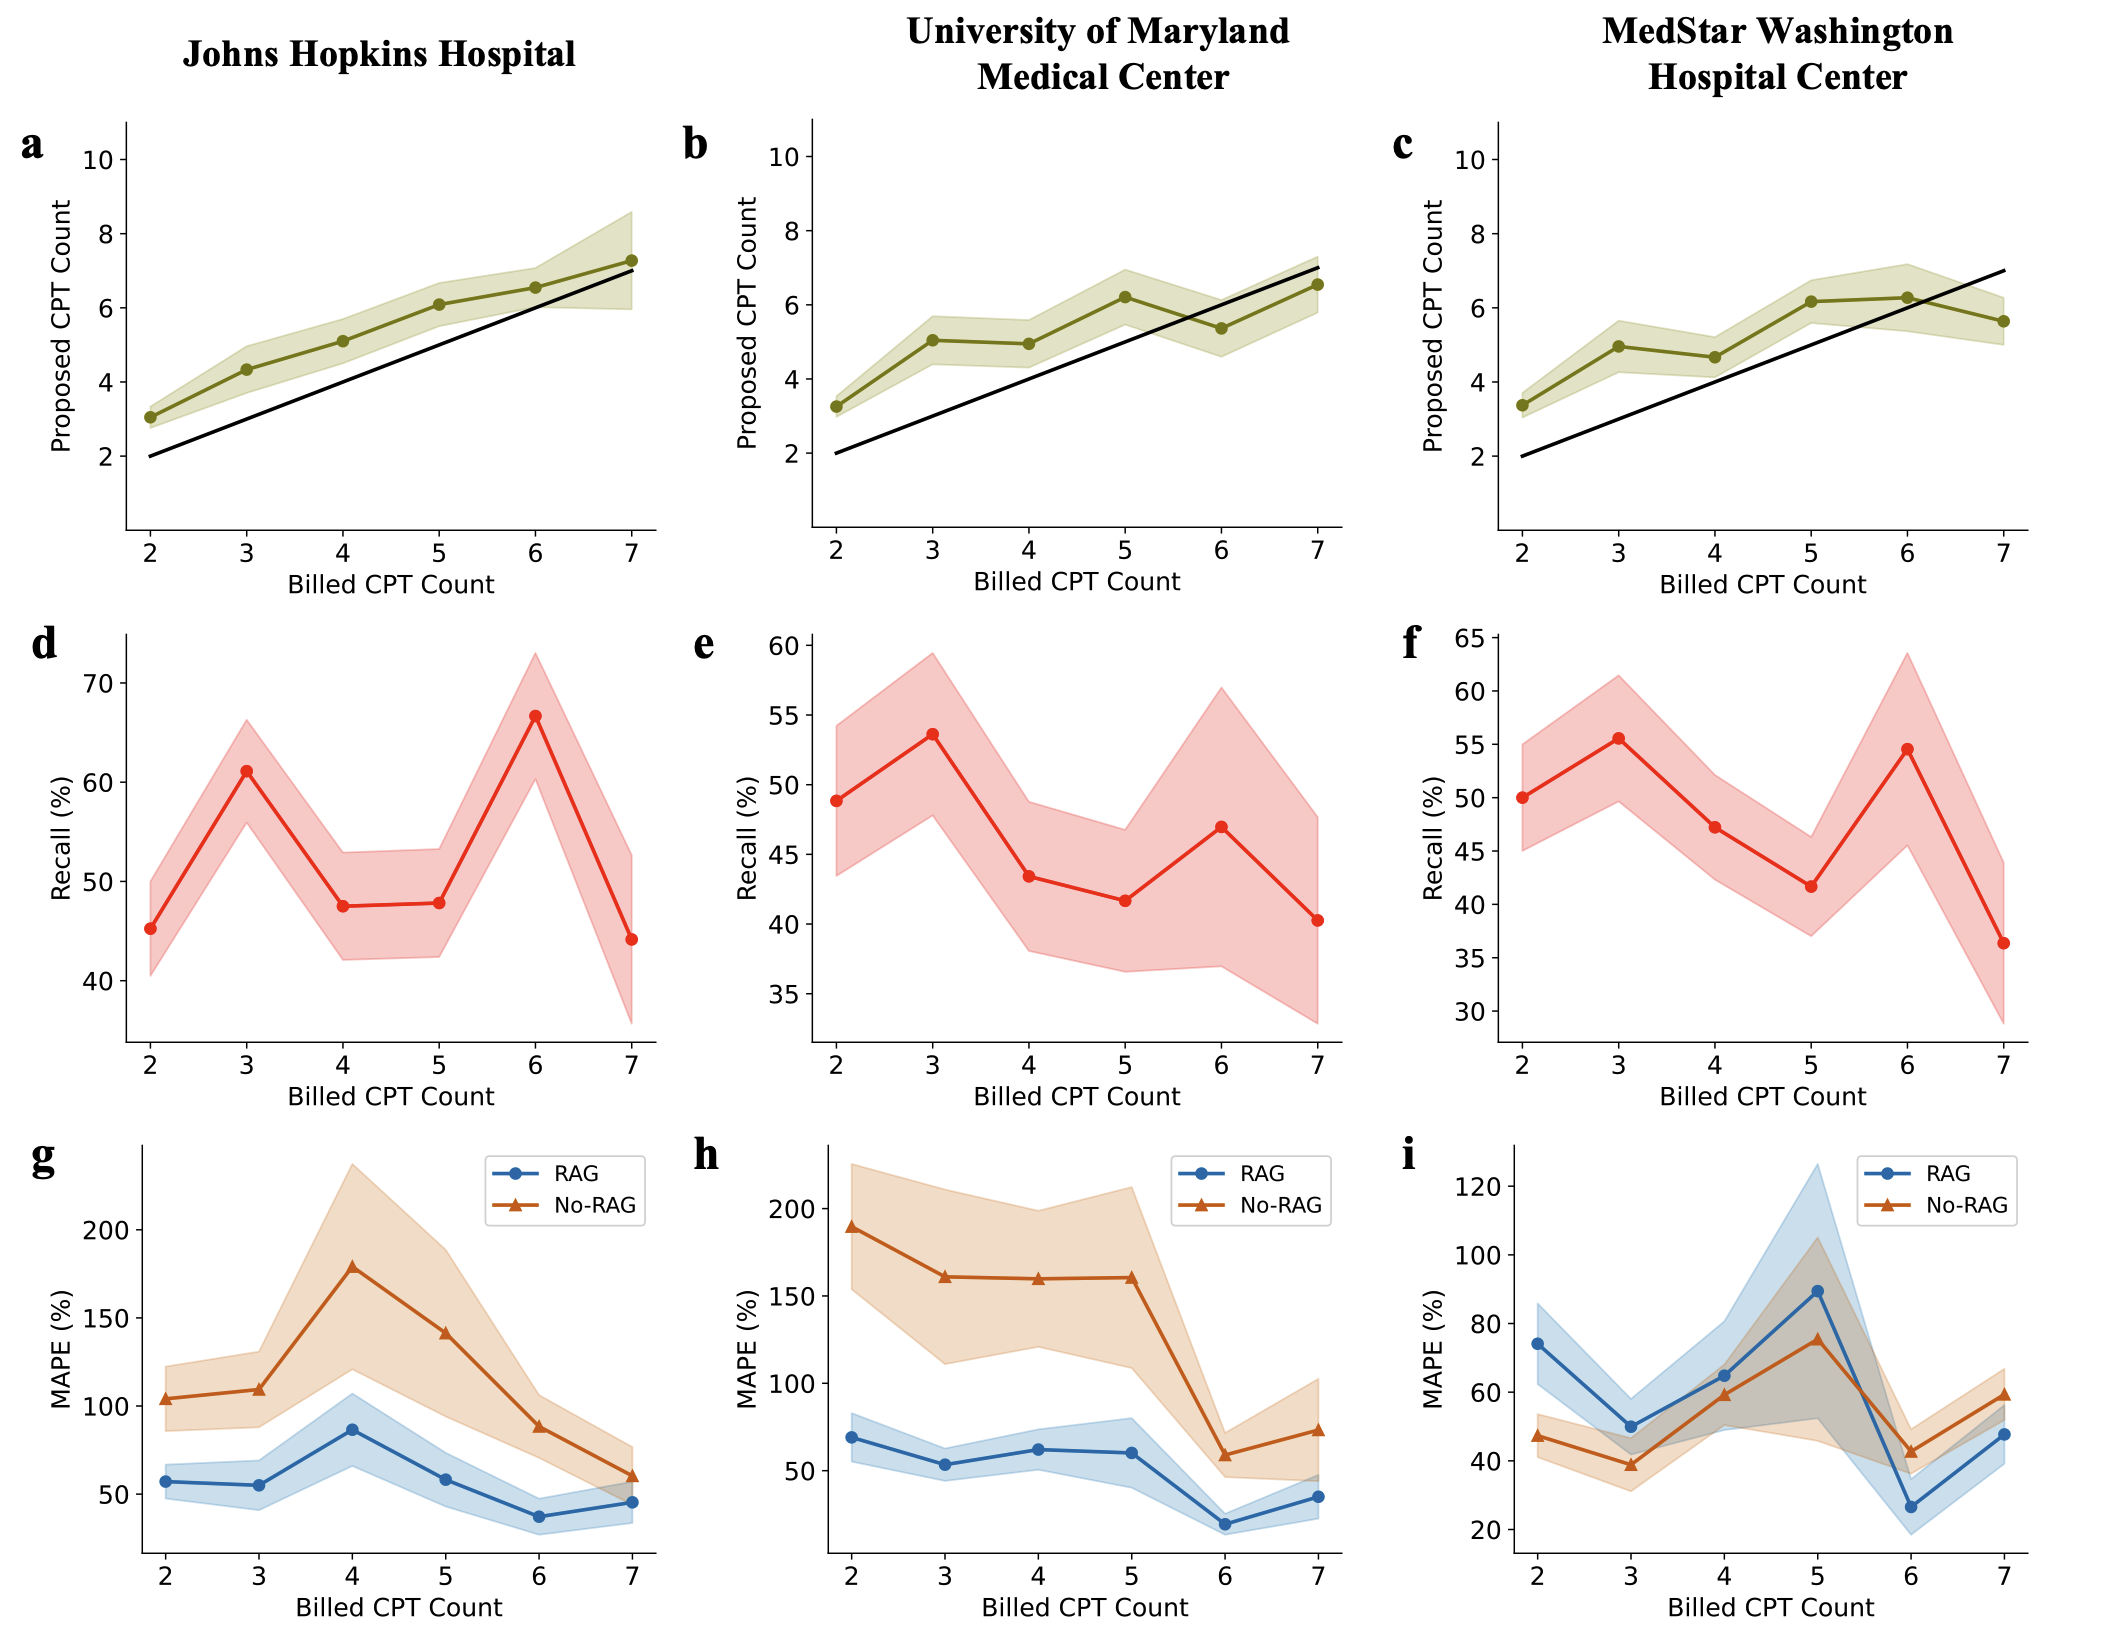 Johns Hopkins Hospital
University of Maryland
Medical Center
MedStar Washington
Hospital Center
a
10
8
6
4
2
Proposed CPT Count
2 3 4 5 6 7
Billed CPT Count
b
10
8
6
4
2
Proposed CPT Count
2 3 4 5 6 7
Billed CPT Count
c
10
8
6
4
2
Proposed CPT Count
2 3 4 5 6 7
Billed CPT Count
d
70
60
50
40
Recall (%)
2 3 4 5 6 7
Billed CPT Count
e
60
55
50
45
40
35
Recall (%)
2 3 4 5 6 7
Billed CPT Count
f
65
60
55
50
45
40
35
30
Recall (%)
2 3 4 5 6 7
Billed CPT Count
g
RAG
No-RAG
200
150
100
50
MAPE (%)
2 3 4 5 6 7
Billed CPT Count
h
RAG
No-RAG
200
150
100
50
MAPE (%)
2 3 4 5 6 7
Billed CPT Count
i
RAG
No-RAG
120
100
80
60
40
20
MAPE (%)
2 3 4 5 6 7
Billed CPT Count